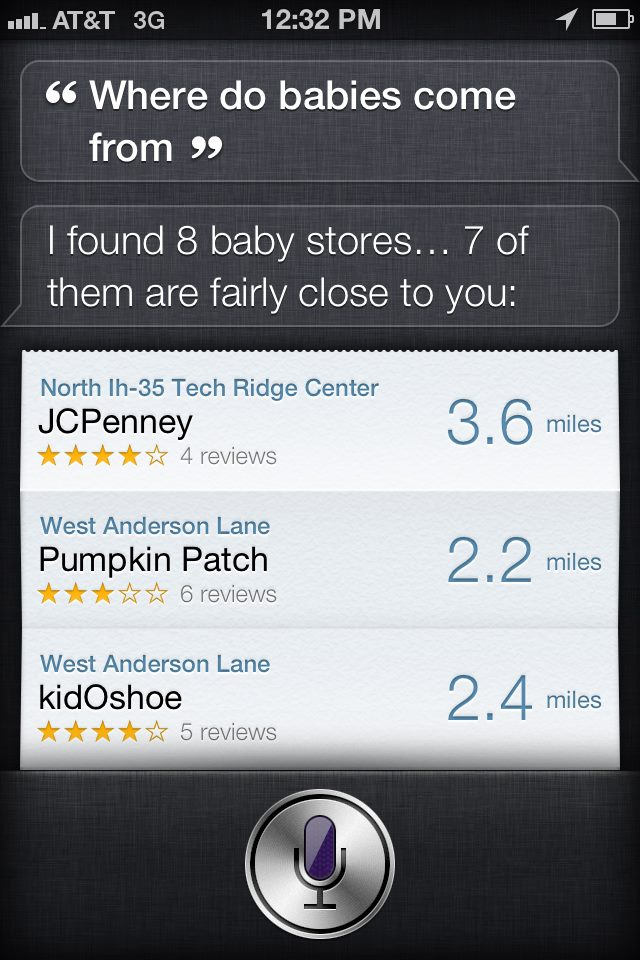 AT&T 3G 12:32 PM
“ Where do babies come
from ”
I found 8 baby stores... 7 of
them are fairly close to you:
North Ih-35 Tech Ridge Center
JCPenney
3.6 miles
4 reviews
West Anderson Lane
Pumpkin Patch
2.2 miles
6 reviews
West Anderson Lane
kidOshoe
2.4 miles
5 reviews